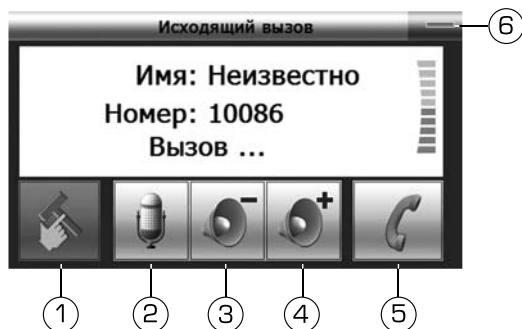 Исходящий вызов
6
Имя: Неизвестно
Номер: 10086
Вызов ...
1 2 3 4 5